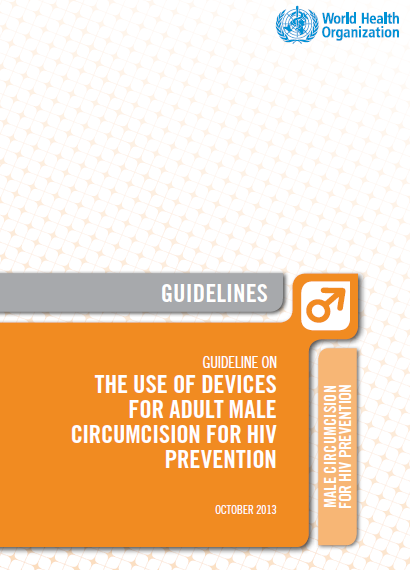 World Health
Organization
GUIDELINES
GUIDELINE ON
THE USE OF DEVICES
FOR ADULT MALE
CIRCUMCISION FOR HIV
PREVENTION
OCTOBER 2013
MALE CIRCUMCISION
FOR HIV PREVENTION